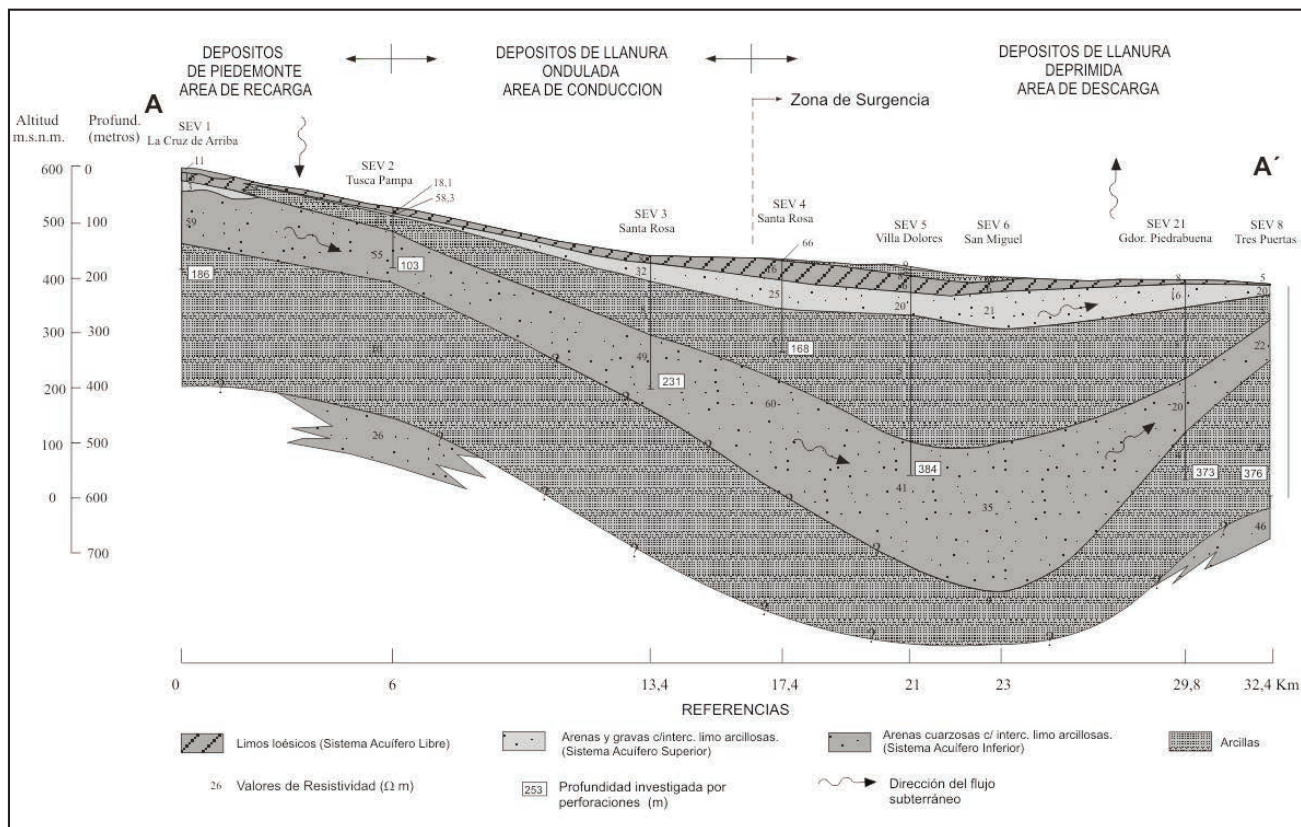 DEPOSITOS
DE PIEDEMONTE
AREA DE RECARGA
DEPOSITOS DE LLANURA
ONDULADA
AREA DE CONDUCCION
DEPOSITOS DE LLANURA
DEPRIMIDA
AREA DE DESCARGA
Zona de Surgencia
A
A´
Altitud
m.s.n.m.
Profund.
(metros)
SEV 1
La Cruz de Arriba
SEV 2
Tusca Pampa
SEV 3
Santa Rosa
SEV 4
Santa Rosa
SEV 5
Villa Dolores
SEV 6
San Miguel
SEV 21
Gdor. Piedrabuena
SEV 8
Tres Puertas
600 0
500 100
400 200
300 300
200 400
100 500
0 600
700
11
59
186
18,1
58,3
55
103
26
32
49
231
66
16
25
168
60
9
20
384
41
21
35
8
16
20
373
5
20
22
376
46
? ? ? ? ? ? ? ? ? ? ? ? ? ?
0 6 13,4 17,4 21 23 29,8 32,4 Km
REFERENCIAS
Limos loésicos (Sistema Acuífero Libre)
Arenas y gravas c/interc. limo arcillosas.
(Sistema Acuífero Superior)
Arenas cuarzosas c/ interc. limo arcillosas.
(Sistema Acuífero Inferior)
Arcillas
26 Valores de Resistividad (Ω m)
253 Profundidad investigada por
perforaciones (m)
Dirección del flujo
subterráneo